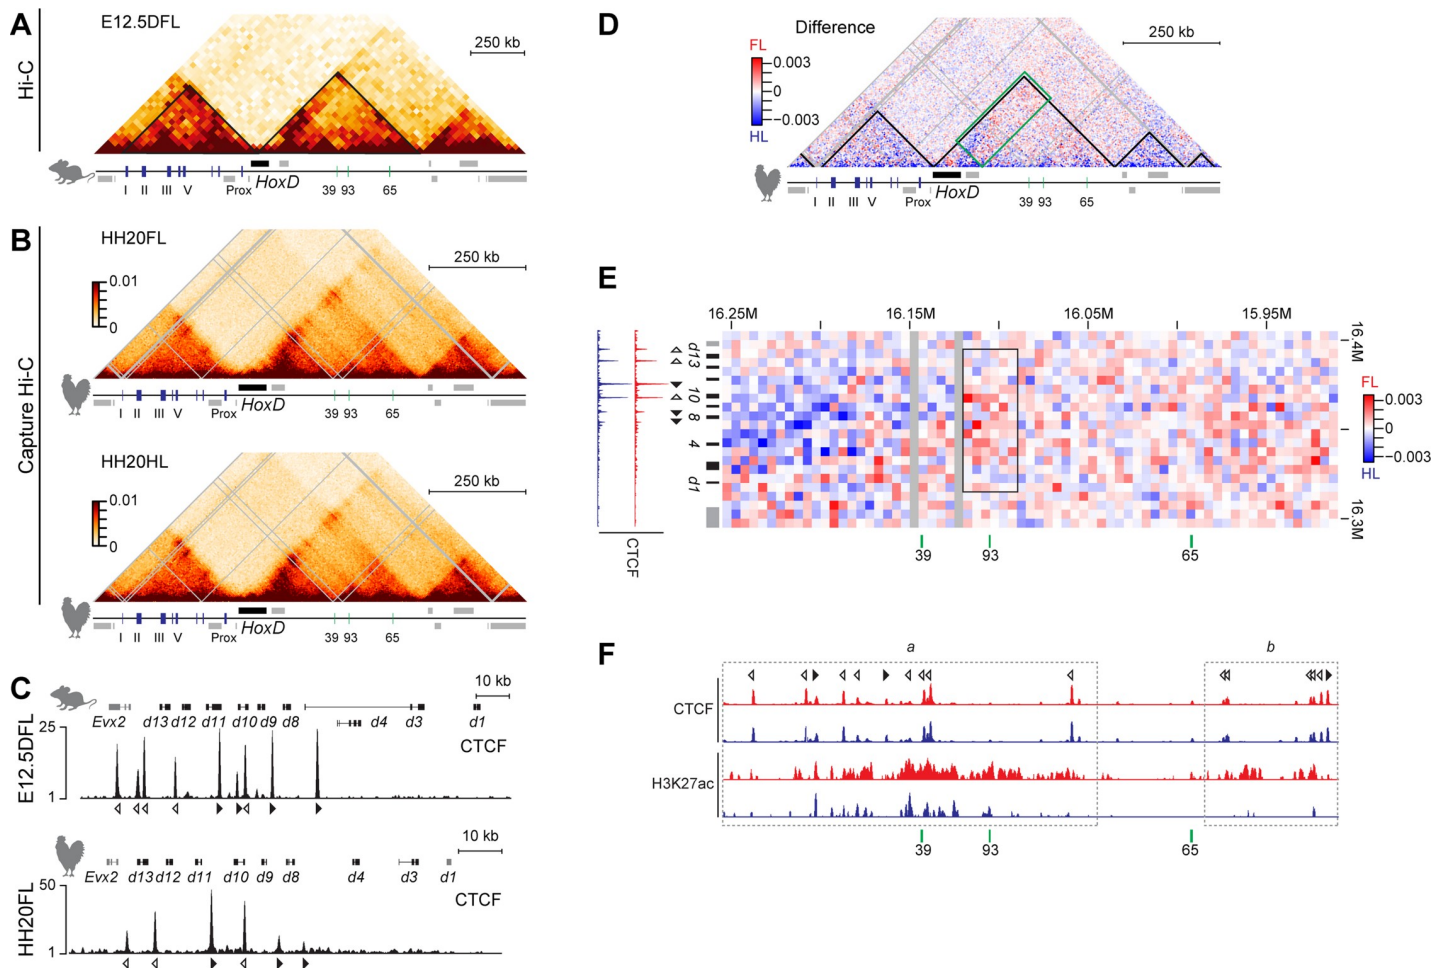 A
Hi-C
E12.5DFL
250 kb
I II III V Prox HoxD 39 93 65
B
Capture Hi-C
HH20FL
250 kb
0.01
0
I II III V Prox HoxD 39 93 65
HH20HL
250 kb
0.01
0
I II III V Prox HoxD 39 93 65
C
10 kb
Evx2 d13 d12 d11 d10 d9 d8 d4 d3 d1
E12.5DFL
25
1
CTCF
10 kb
Evx2 d13 d12 d11 d10 d9 d8 d4 d3 d1
HH20FL
50
1
CTCF
D
Difference
250 kb
FL
0.003
0
−0.003
HL
I II III V Prox HoxD 39 93 65
E
16.25M 16.15M 16.05M 15.95M
16.4M
16.3M
d13
10
8
4
d1
CTCF
39 93 65
FL
0.003
0
−0.003
HL
F
a b
CTCF
H3K27ac
39 93 65